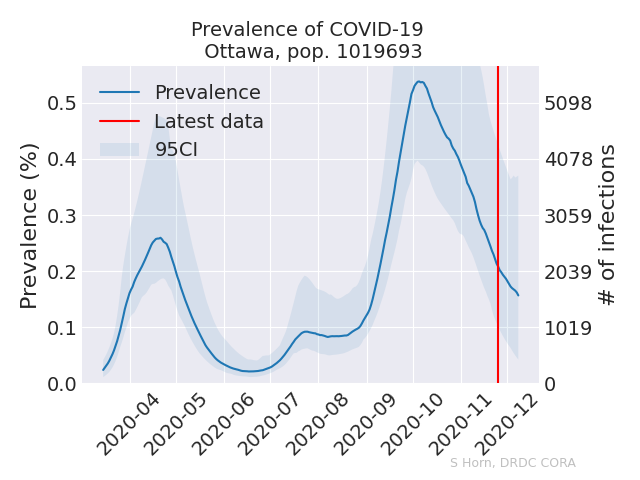 Prevalence of COVID-19
Ottawa, pop. 1019693
Prevalence
Latest data
95CI
Prevalence (%)
0.5
0.4
0.3
0.2
0.1
0.0
5098
4078
3059
2039
1019
0
# of infections
2020-04
2020-05
2020-06
2020-07
2020-08
2020-09
2020-10
2020-11
2020-12
S Horn, DRDC CORA